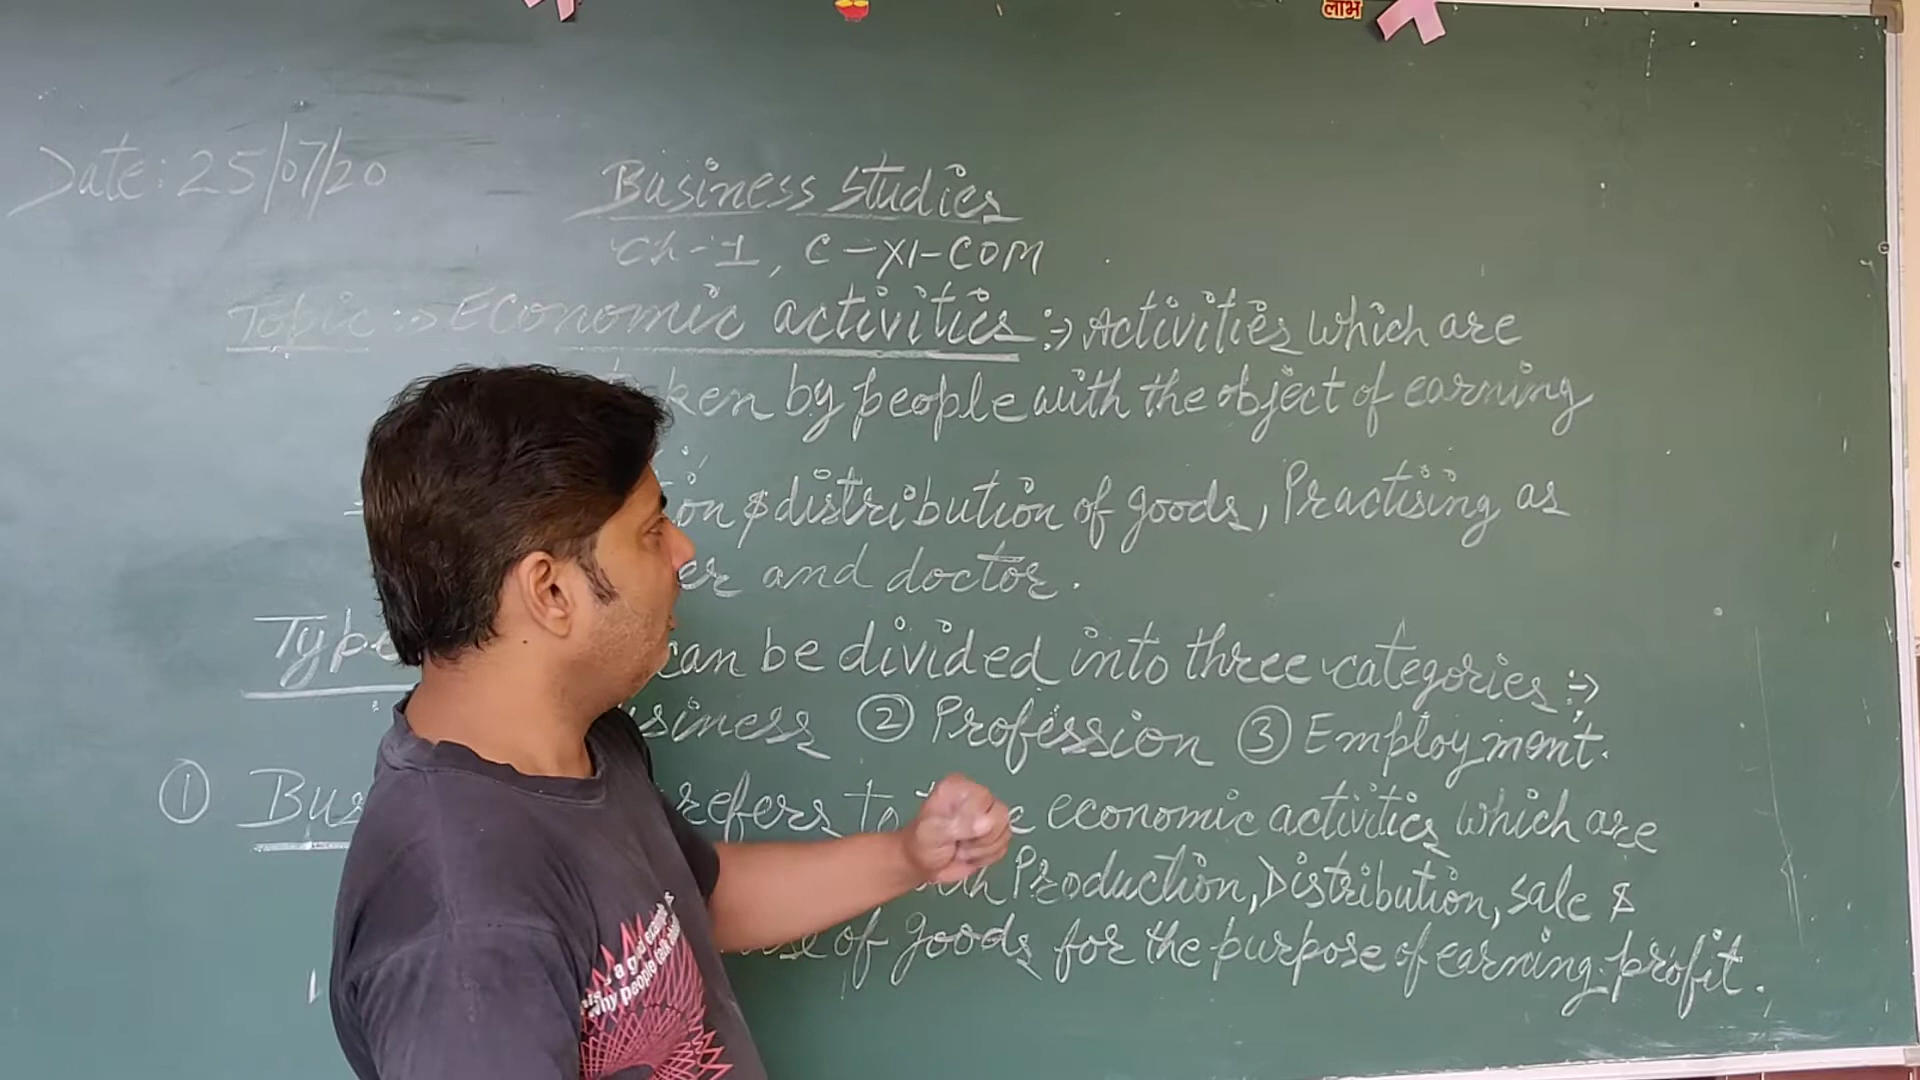 लाभ
Date: 25/07/20
Business Studies
Ch-1, C-XI-COM
Topic :-> Economic activities :-> Activities which are
ken by people with the object of earning
on & distribution of goods, Practising as
er and doctor.
Type can be divided into three categories :->
siness ② Profession ③ Employment.
① Bus refers to economic activities which are
Production, Distribution, sale &
of goods for the purpose of earning profit.
why people talk